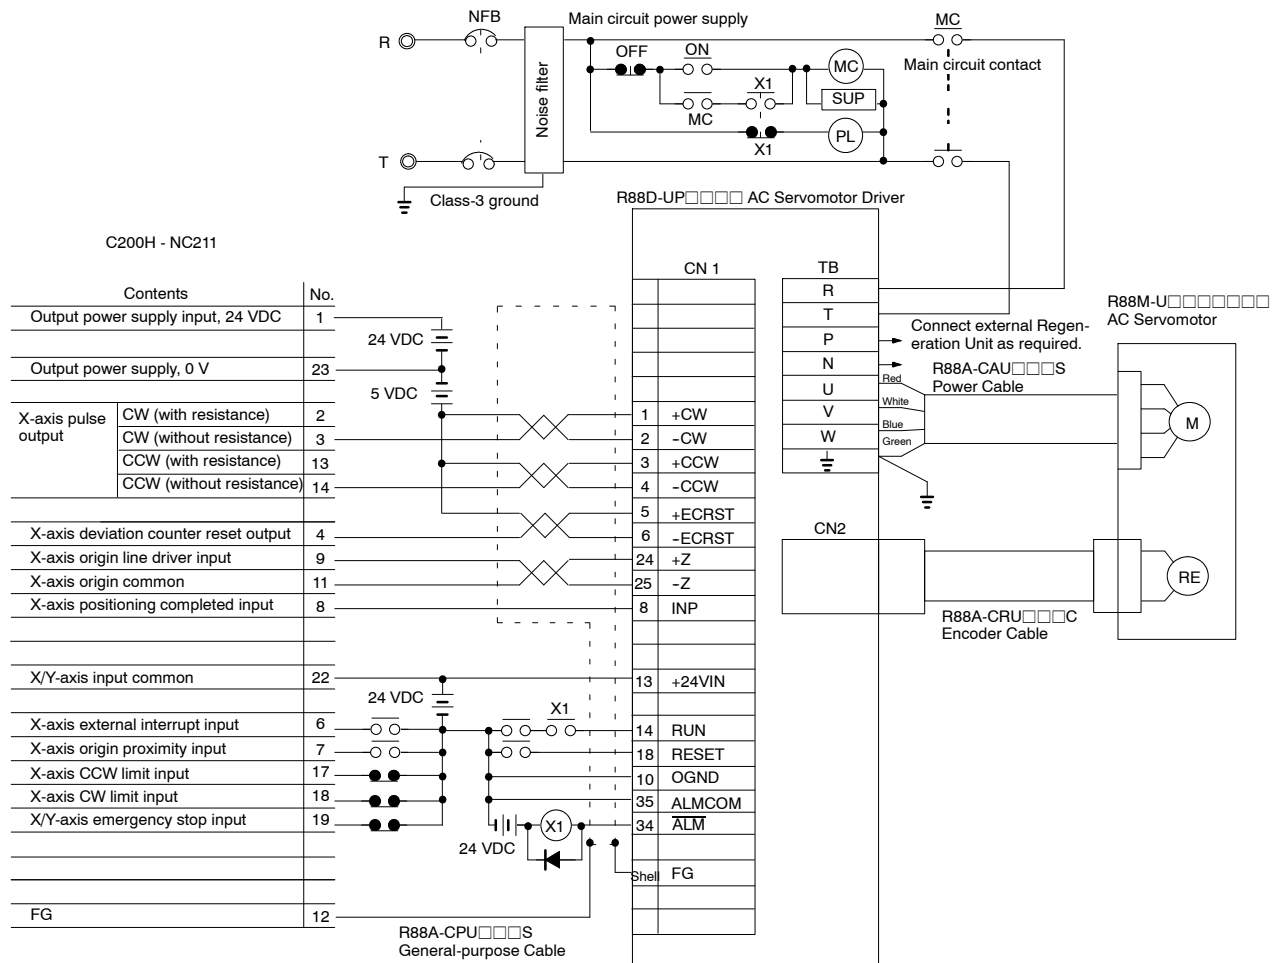 NFB
Main circuit power supply
MC
R
OFF
ON
MC
Main circuit contact
X1
SUP
MC
Noise filter
PL
X1
T
Class-3 ground
R88D-UP□□□□ AC Servomotor Driver
C200H - NC211
CN 1
TB
Contents
No.
R
Output power supply input, 24 VDC
1
T
R88M-U□□□□□□□
AC Servomotor
24 VDC
P
Connect external Regen-
eration Unit as required.
Output power supply, 0 V
23
N
R88A-CAU□□□S
Power Cable
5 VDC
U
Red
X-axis pulse
output
CW (with resistance)
2
1
+CW
V
White
CW (without resistance)
3
2
-CW
W
Blue
Green
M
CCW (with resistance)
13
3
+CCW
CCW (without resistance)
14
4
-CCW
5
+ECRST
X-axis deviation counter reset output
4
6
-ECRST
CN2
X-axis origin line driver input
9
24
+Z
X-axis origin common
11
25
-Z
RE
X-axis positioning completed input
8
8
INP
R88A-CRU□□□C
Encoder Cable
X/Y-axis input common
22
13
+24VIN
24 VDC
X1
X-axis external interrupt input
6
14
RUN
X-axis origin proximity input
7
18
RESET
X-axis CCW limit input
17
10
OGND
X-axis CW limit input
18
35
ALMCOM
X/Y-axis emergency stop input
19
X1
34
ALM
24 VDC
Shell
FG
FG
12
R88A-CPU□□□S
General-purpose Cable